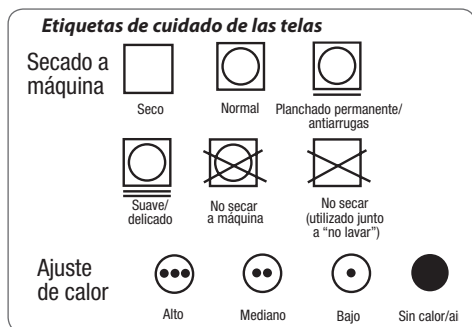 Etiquetas de cuidado de las telas
Secado a
máquina
Seco
Normal
Planchado permanente/
antiarrugas
Suave/
delicado
No secar
a máquina
No secar
(utilizado junto
a “no lavar”)
Ajuste
de calor
Alto
Mediano
Bajo
Sin calor/ai